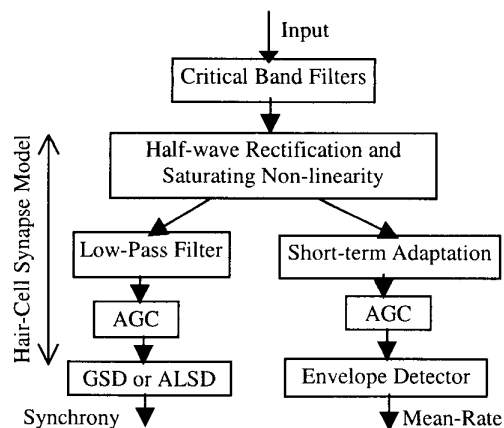 Input
Critical Band Filters
Half-wave Rectification and
Saturating Non-linearity
Hair-Cell Synapse Model
Low-Pass Filter
Short-term Adaptation
AGC
AGC
GSD or ALSD
Envelope Detector
Synchrony
Mean-Rate